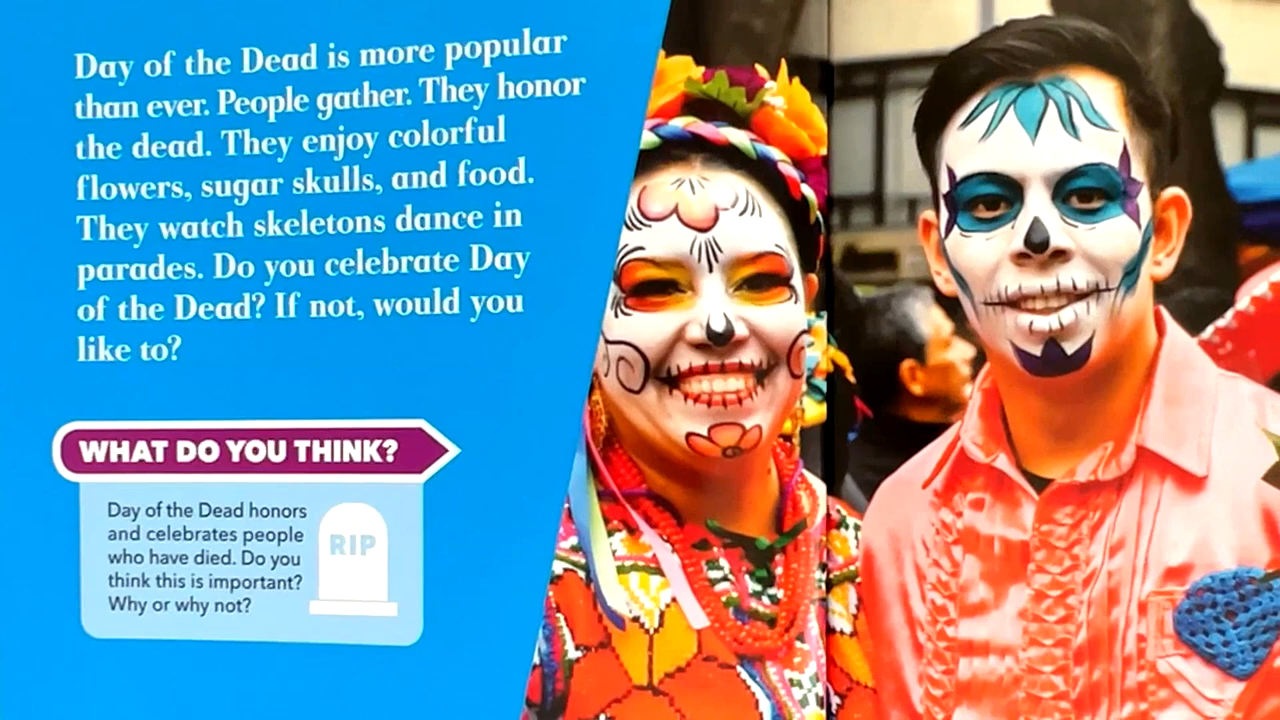 Day of the Dead is more popular
than ever. People gather. They honor
the dead. They enjoy colorful
flowers, sugar skulls, and food.
They watch skeletons dance in
parades. Do you celebrate Day
of the Dead? If not, would you
like to?
WHAT DO YOU THINK?
Day of the Dead honors
and celebrates people
who have died. Do you
think this is important?
Why or why not?
RIP